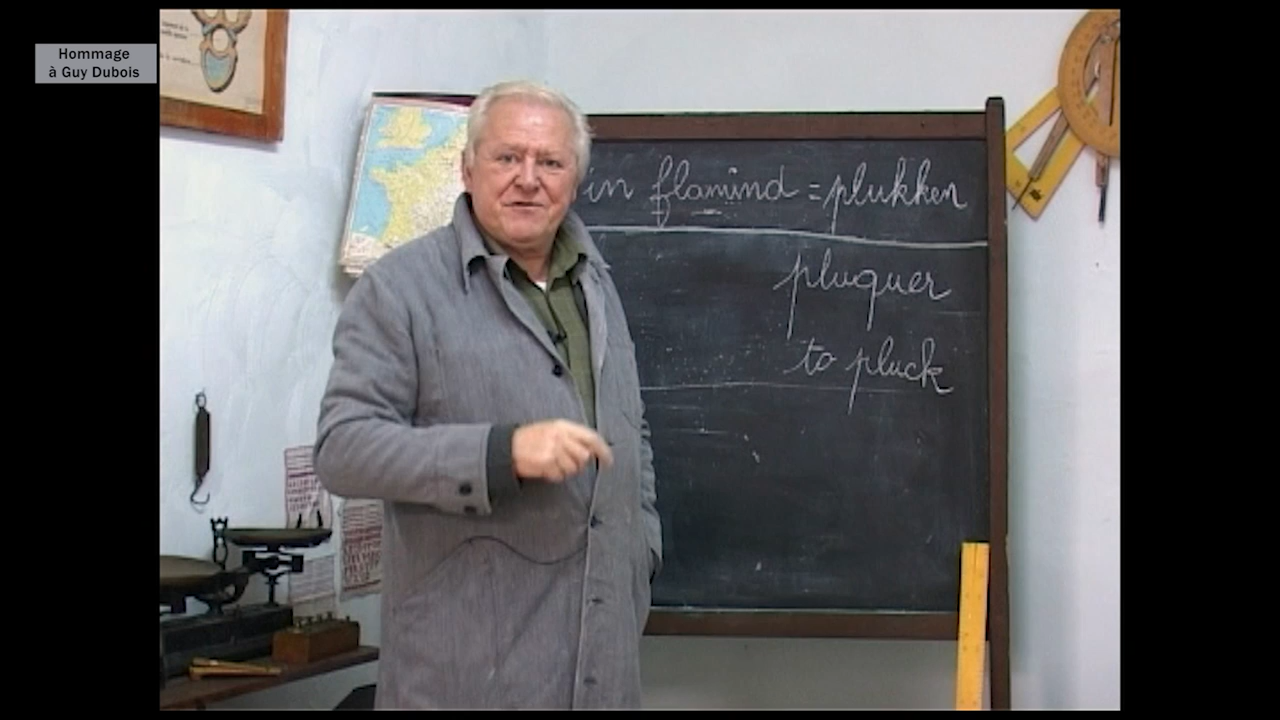 Hommage
à Guy Dubois
in flamind = plukken
pluquer
to pluck